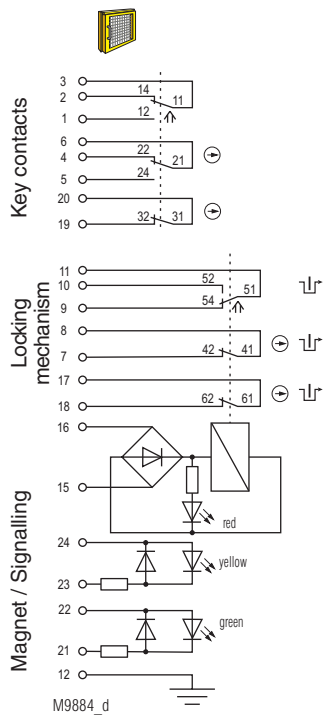 Key contacts
3
2 14
11
1 12
6
4 22
21
5 24
20
19 32 31
Locking
mechanism
11
10 52
51
9 54
8
7 42 41
17
18 62 61
Magnet / Signalling
16
15
red
24
yellow
23
22
green
21
12
M9884_d